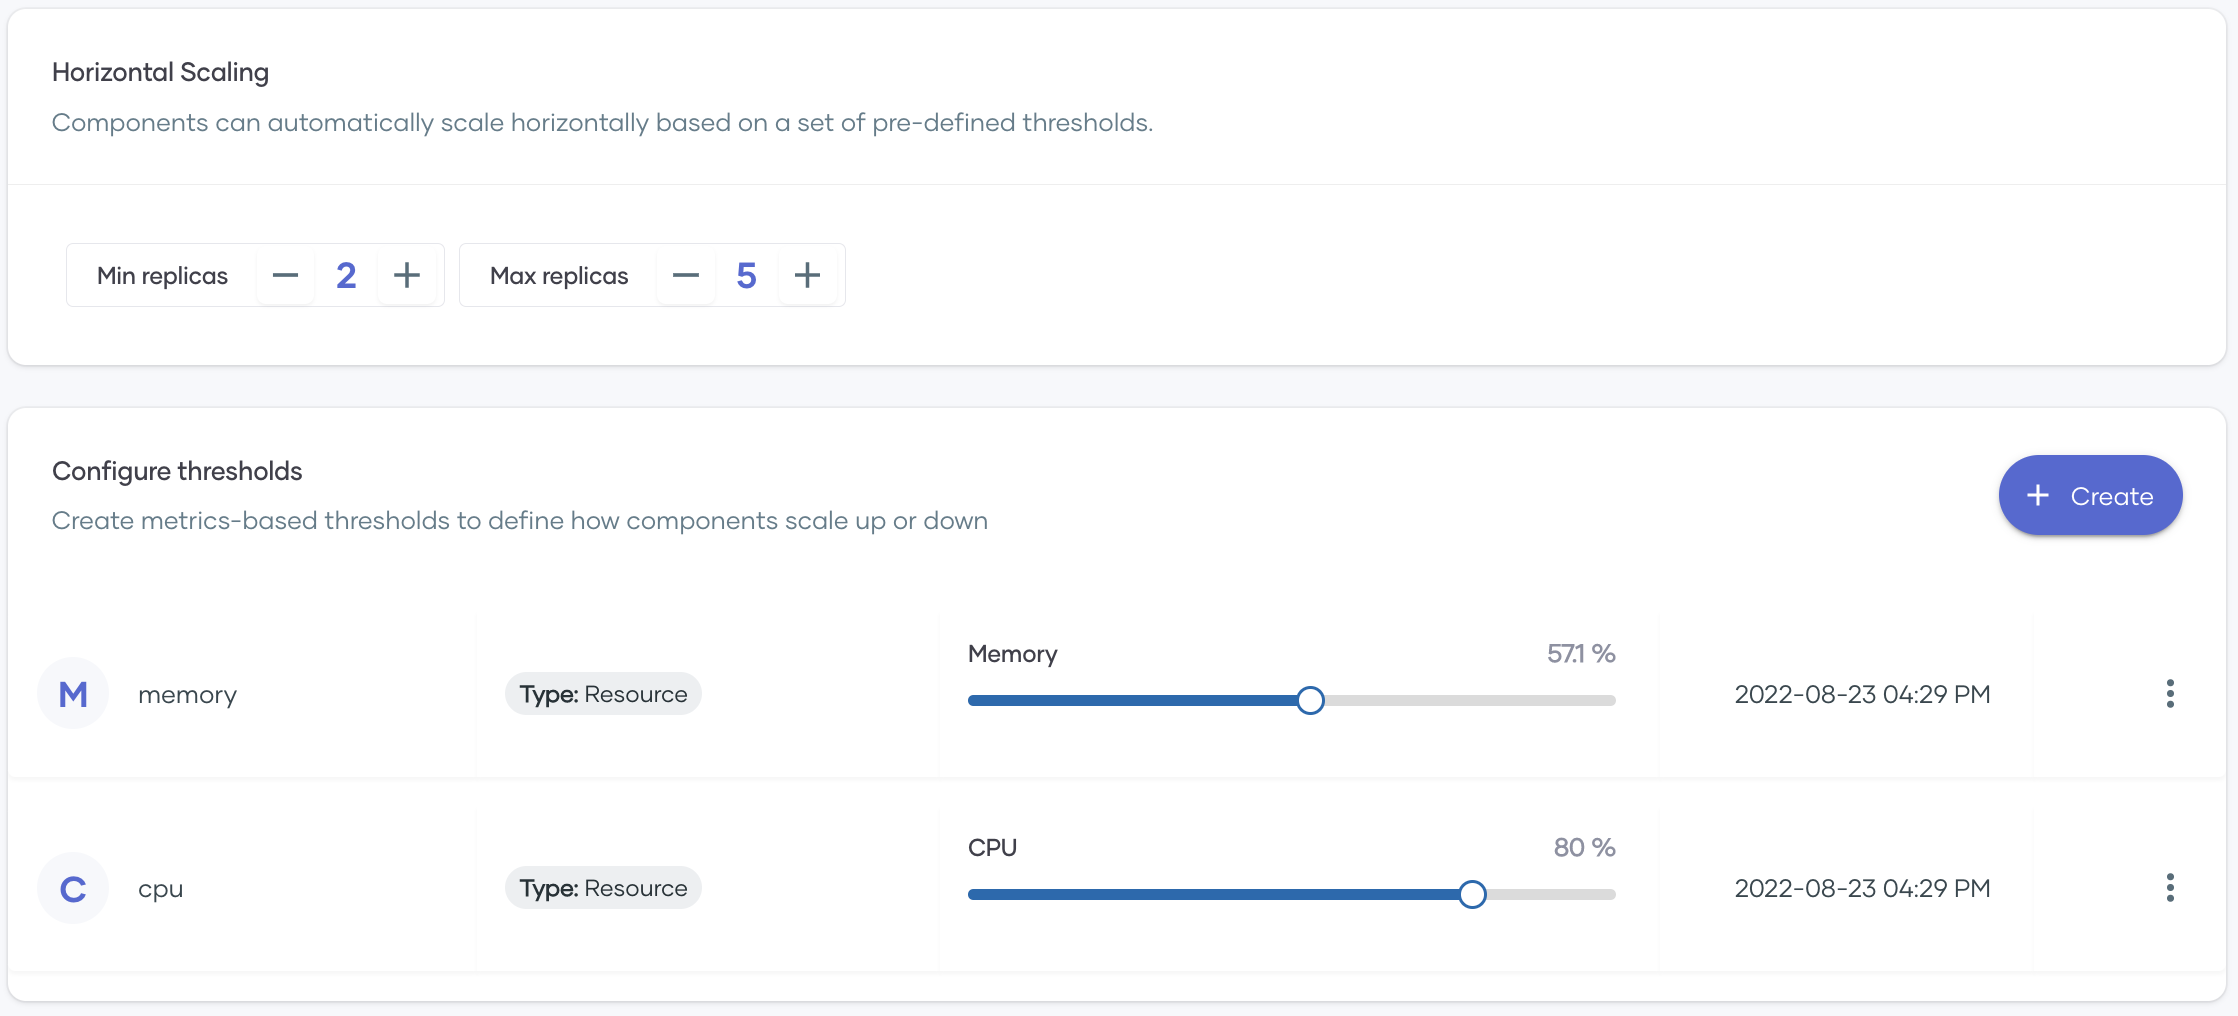 Horizontal Scaling
Components can automatically scale horizontally based on a set of pre-defined thresholds.
Min replicas — 2 + Max replicas — 5 +
Configure thresholds
Create metrics-based thresholds to define how components scale up or down
+ Create
M memory Type: Resource Memory 57.1 % 2022-08-23 04:29 PM
C cpu Type: Resource CPU 80 % 2022-08-23 04:29 PM